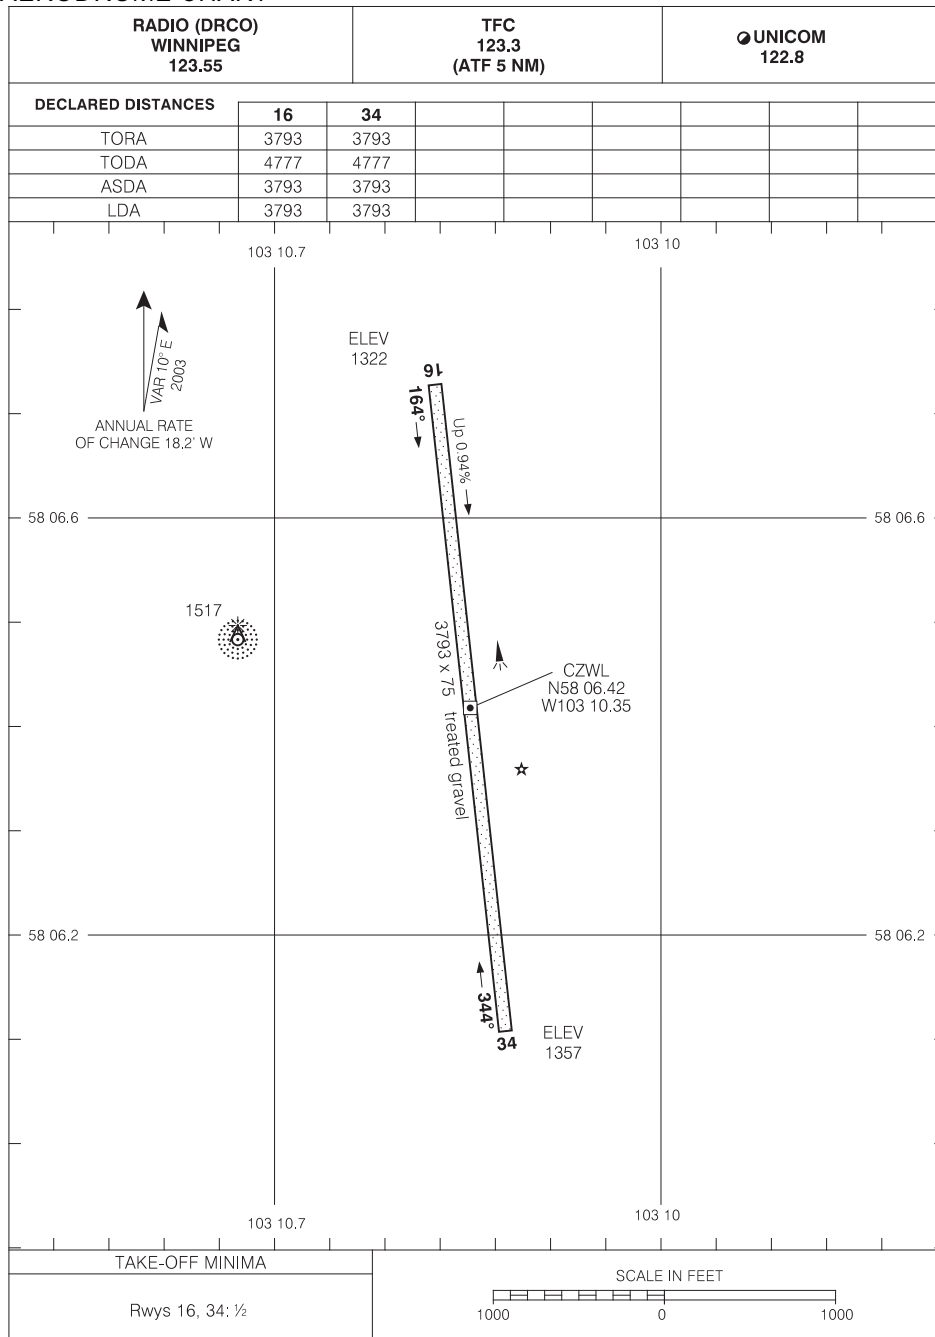 AERODROME CHART
RADIO (DRCO)
WINNIPEG
123.55
TFC
123.3
(ATF 5 NM)
UNICOM
122.8
DECLARED DISTANCES
16 34
TORA 3793 3793
TODA 4777 4777
ASDA 3793 3793
LDA 3793 3793
103 10.7
103 10
VAR 10° E
2003
ANNUAL RATE
OF CHANGE 18.2' W
ELEV
1322
16
164°
Up 0.94%
58 06.6
58 06.6
1517
3793 x 75 treated gravel
CZWL
N58 06.42
W103 10.35
58 06.2
58 06.2
344°
34
ELEV
1357
103 10.7
103 10
TAKE-OFF MINIMA
Rwys 16, 34: ½
SCALE IN FEET
1000 0 1000